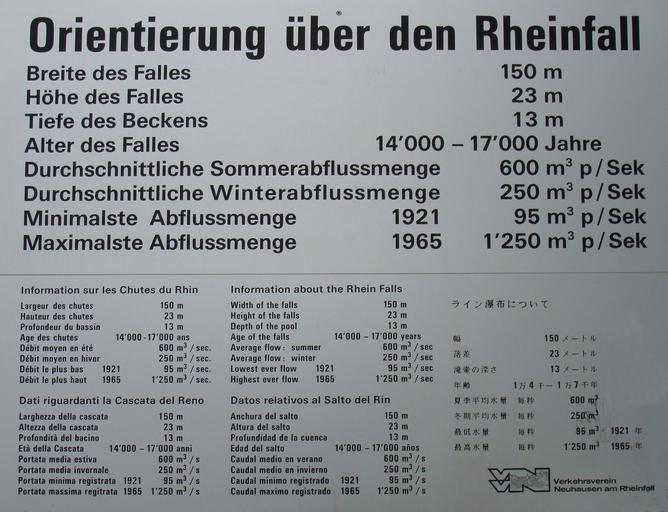 Orientierung über den Rheinfall
Breite des Falles 150 m
Höhe des Falles 23 m
Tiefe des Beckens 13 m
Alter des Falles 14'000 – 17'000 Jahre
Durchschnittliche Sommerabflussmenge 600 m³ p/Sek
Durchschnittliche Winterabflussmenge 250 m³ p/Sek
Minimalste Abflussmenge 1921 95 m³ p/Sek
Maximalste Abflussmenge 1965 1'250 m³ p/Sek
Information sur les Chutes du Rhin
Largeur des chutes 150 m
Hauteur des chutes 23 m
Profondeur du bassin 13 m
Age des chutes 14'000-17'000 ans
Débit moyen en été 600 m³/sec.
Débit moyen en hiver 250 m³/sec.
Débit le plus bas 1921 95 m³/sec.
Débit le plus haut 1965 1'250 m³/sec.
Information about the Rhein Falls
Width of the falls 150 m
Height of the falls 23 m
Depth of the pool 13 m
Age of the falls 14'000 – 17'000 years
Average flow: summer 600 m³/sec
Average flow: winter 250 m³/sec
Lowest ever flow 1921 95 m³/sec
Highest ever flow 1965 1'250 m³/sec
Dati riguardanti la Cascata del Reno
Larghezza della cascata 150 m
Altezza della cascata 23 m
Profondità del bacino 13 m
Età della Cascata 14'000 – 17'000 anni
Portata media estiva 600 m³/s
Portata media invernale 250 m³/s
Portata minima registrata 1921 95 m³/s
Portata massima registrata 1965 1'250 m³/s
Datos relativos al Salto del Rin
Anchura del salto 150 m
Altura del salto 23 m
Profundidad de la cuenca 13 m
Edad del salto 14'000 – 17'000 años
Caudal medio en verano 600 m³/s
Caudal medio en invierno 250 m³/s
Caudal mínimo registrado 1921 95 m³/s
Caudal maximo registrado 1965 1'250 m³/s
ライン瀑布について
幅 150 メートル
落差 23 メートル
滝壷の深さ 13 メートル
年齢 1万4千ー1万7千年
夏季平均水量 毎秒 600 m³
冬期平均水量 毎秒 250 m³
最低水量 毎秒 95 m³ 1921 年
最高水量 毎秒 1'250 m³ 1965 年
VN Verkehrsverein
Neuhausen am Rheinfall